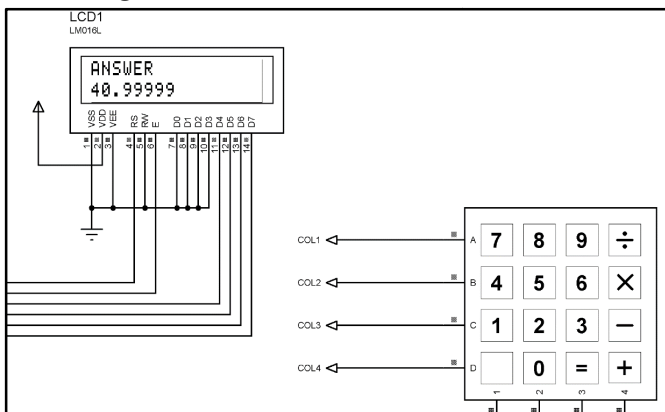 LCD1
LM016L
ANSWER
40.99999
VSS
VDD
VEE
RS
RW
E
D0
D1
D2
D3
D4
D5
D6
D7
1
2
3
4
5
6
7
8
9
10
11
12
13
14
COL1
COL2
COL3
COL4
A
B
C
D
7 8 9 ÷
4 5 6 ×
1 2 3 −
0 = +
1
2
3
4